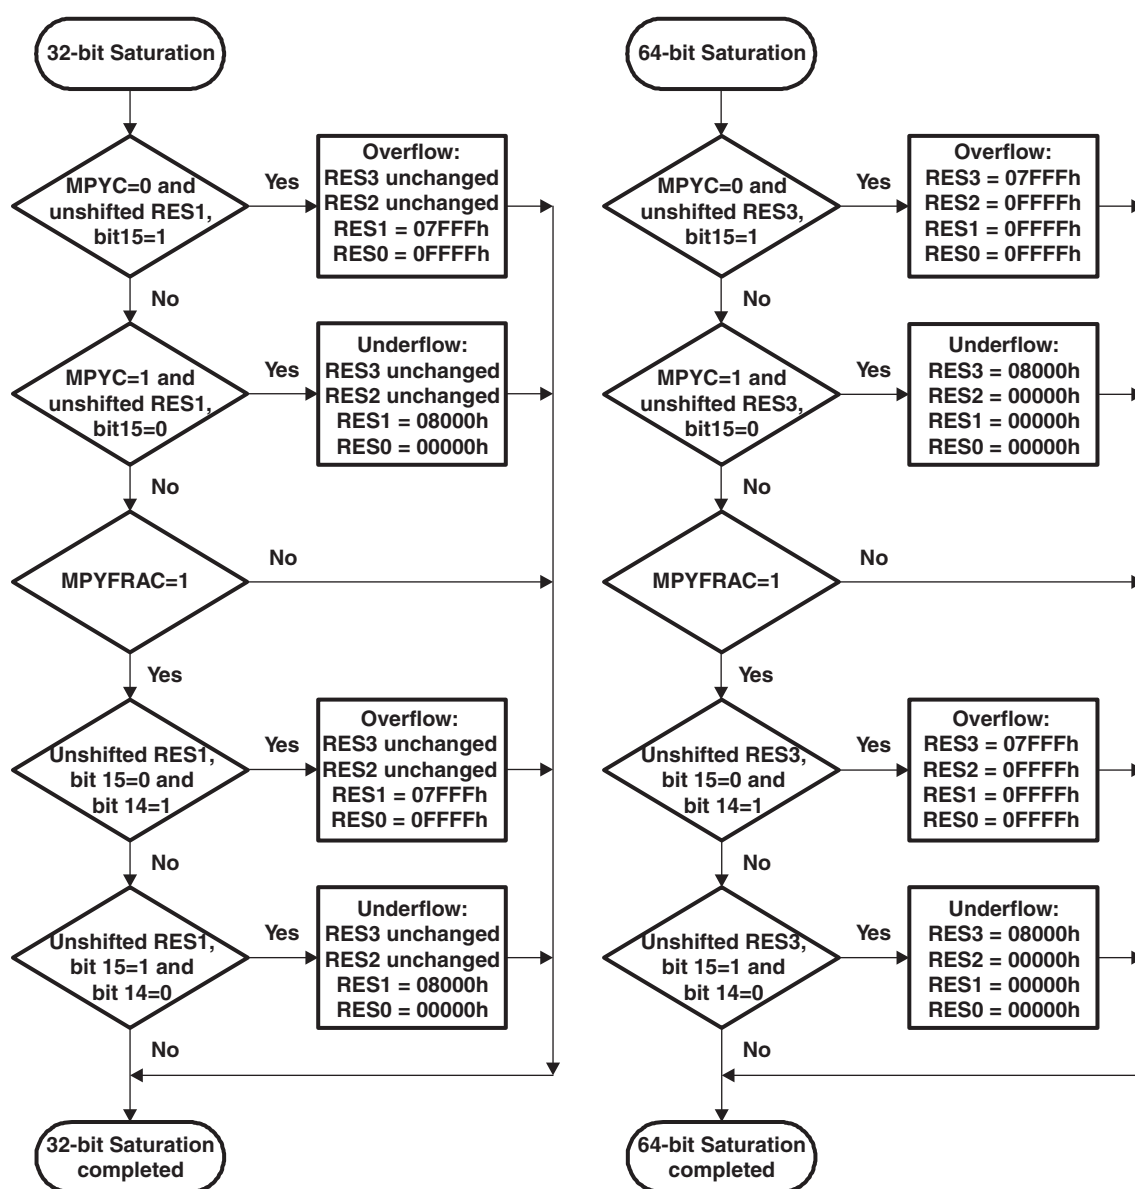 32-bit Saturation
MPYC=0 and
unshifted RES1,
bit15=1
Yes
Overflow:
RES3 unchanged
RES2 unchanged
RES1 = 07FFFh
RES0 = 0FFFFh
No
MPYC=1 and
unshifted RES1,
bit15=0
Yes
Underflow:
RES3 unchanged
RES2 unchanged
RES1 = 08000h
RES0 = 00000h
No
MPYFRAC=1
No
Yes
Unshifted RES1,
bit 15=0 and
bit 14=1
Yes
Overflow:
RES3 unchanged
RES2 unchanged
RES1 = 07FFFh
RES0 = 0FFFFh
No
Unshifted RES1,
bit 15=1 and
bit 14=0
Yes
Underflow:
RES3 unchanged
RES2 unchanged
RES1 = 08000h
RES0 = 00000h
No
32-bit Saturation
completed
64-bit Saturation
MPYC=0 and
unshifted RES3,
bit15=1
Yes
Overflow:
RES3 = 07FFFh
RES2 = 0FFFFh
RES1 = 0FFFFh
RES0 = 0FFFFh
No
MPYC=1 and
unshifted RES3,
bit15=0
Yes
Underflow:
RES3 = 08000h
RES2 = 00000h
RES1 = 00000h
RES0 = 00000h
No
MPYFRAC=1
No
Yes
Unshifted RES3,
bit 15=0 and
bit 14=1
Yes
Overflow:
RES3 = 07FFFh
RES2 = 0FFFFh
RES1 = 0FFFFh
RES0 = 0FFFFh
No
Unshifted RES3,
bit 15=1 and
bit 14=0
Yes
Underflow:
RES3 = 08000h
RES2 = 00000h
RES1 = 00000h
RES0 = 00000h
No
64-bit Saturation
completed